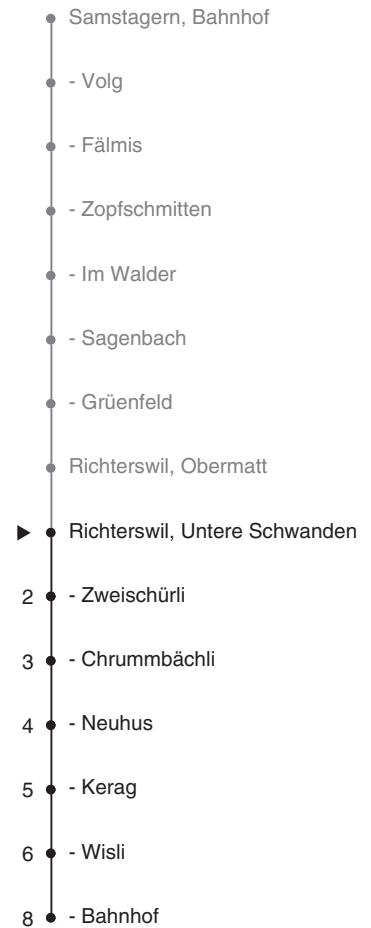 Samstagern, Bahnhof
- Volg
- Fälmis
- Zopfschmitten
- Im Walder
- Sagenbach
- Grüenfeld
Richterswil, Obermatt
Richterswil, Untere Schwanden
2 - Zweischürli
3 - Chrummbächli
4 - Neuhus
5 - Kerag
6 - Wisli
8 - Bahnhof